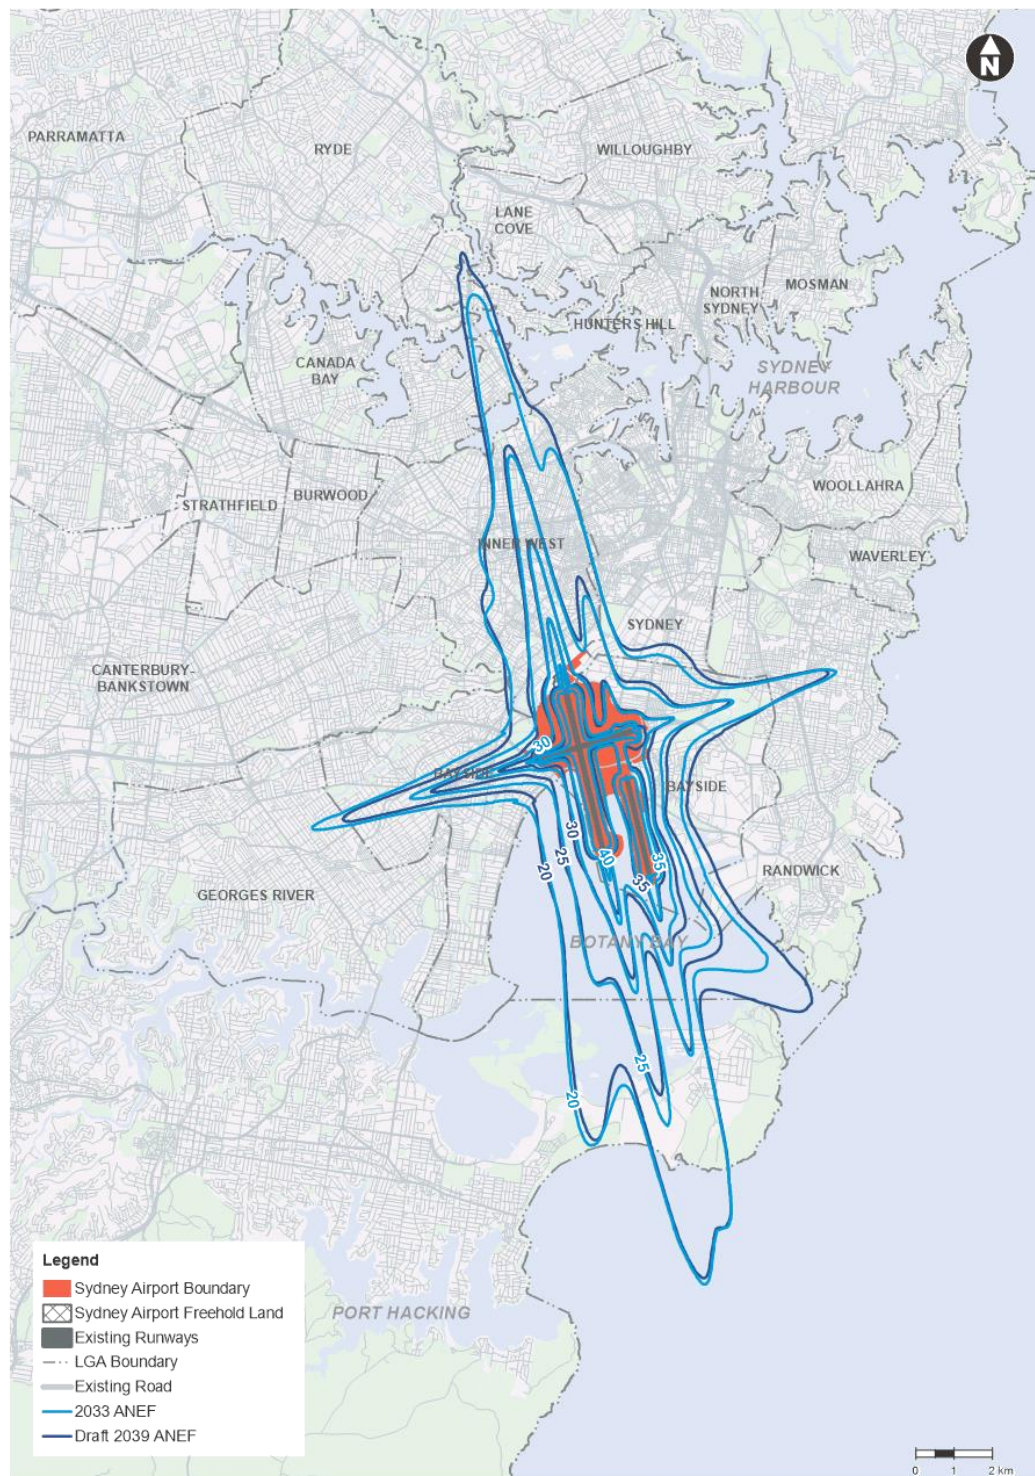 N
PARRAMATTA
RYDE
WILLOUGHBY
LANE
COVE
MOSMAN
NORTH
SYDNEY
HUNTERS HILL
CANADA
BAY
SYDNEY
HARBOUR
WOOLLAHRA
STRATHFIELD
BURWOOD
INNER WEST
WAVERLEY
SYDNEY
CANTERBURY-
BANKSTOWN
30
BAYSIDE
BAYSIDE
30
25
20
40
35
35
RANDWICK
GEORGES RIVER
BOTANY BAY
25
20
PORT HACKING
Legend
Sydney Airport Boundary
Sydney Airport Freehold Land
Existing Runways
LGA Boundary
Existing Road
2033 ANEF
Draft 2039 ANEF
0 1 2 km